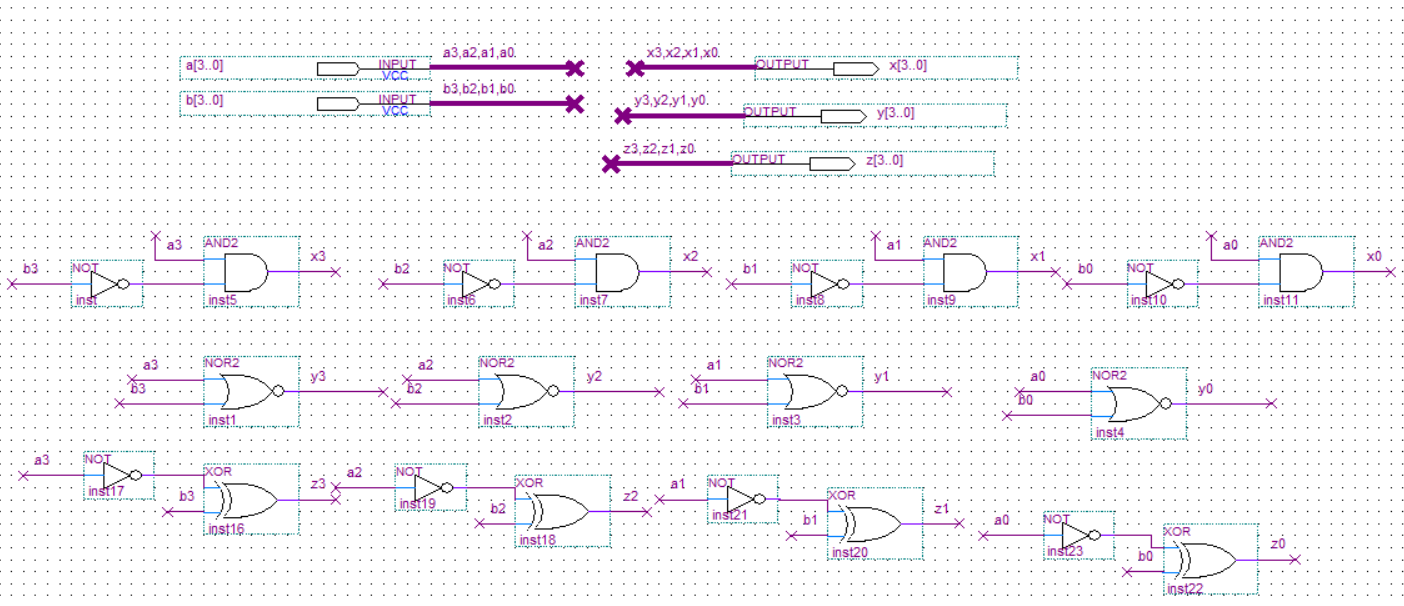 a3,a2,a1,a0 x3,x2,x1,x0
a[3..0] INPUT VCC OUTPUT x[3..0]
b3,b2,b1,b0 y3,y2,y1,y0
b[3..0] INPUT VCC OUTPUT y[3..0]
z3,z2,z1,z0
OUTPUT z[3..0]
a3 AND2 a2 AND2 a1 AND2 a0 AND2
b3 NOT x3 b2 NOT x2 b1 NOT x1 b0 NOT x0
inst inst5 inst6 inst7 inst8 inst9 inst10 inst11
a3 NOR2 a2 NOR2 a1 NOR2 a0 NOR2
b3 y3 b2 y2 b1 y1 b0 y0
inst1 inst2 inst3 inst4
a3 NOT XOR z3 a2 NOT XOR z2 a1 NOT XOR z1 a0 NOT XOR z0
inst17 b3 inst19 b2 inst21 b1 inst23 b0
inst16 inst18 inst20 inst22